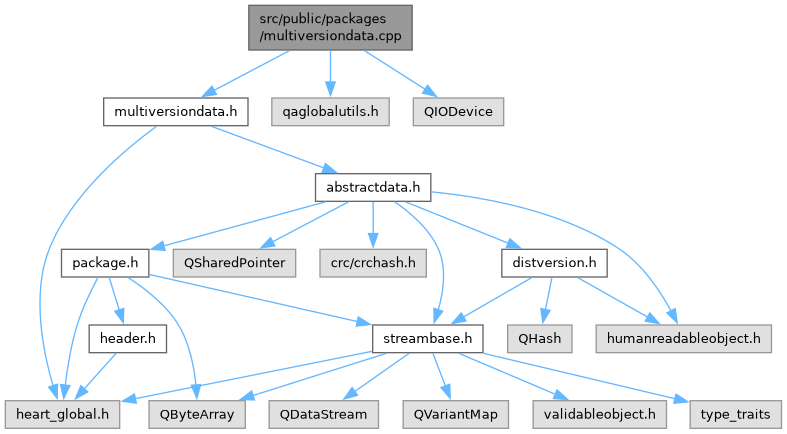 src/public/packages
/multiversiondata.cpp
multiversiondata.h
qaglobalutils.h
QIODevice
abstractdata.h
package.h
QSharedPointer
crc/crchash.h
distversion.h
header.h
streambase.h
QHash
humanreadableobject.h
heart_global.h
QByteArray
QDataStream
QVariantMap
validableobject.h
type_traits